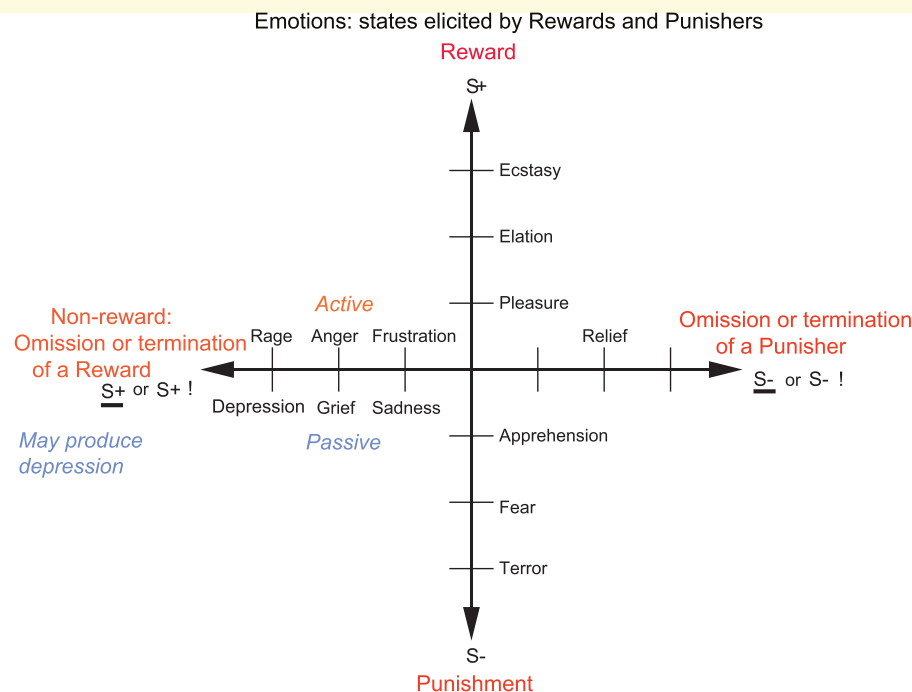 Emotions: states elicited by Rewards and Punishers
Reward
S+
Ecstasy
Elation
Pleasure
Active
Non-reward:
Omission or termination
of a Reward
S+ or S+ !
May produce
depression
Rage Anger Frustration
Depression Grief Sadness
Passive
Relief
Omission or termination
of a Punisher
S- or S- !
Apprehension
Fear
Terror
S-
Punishment